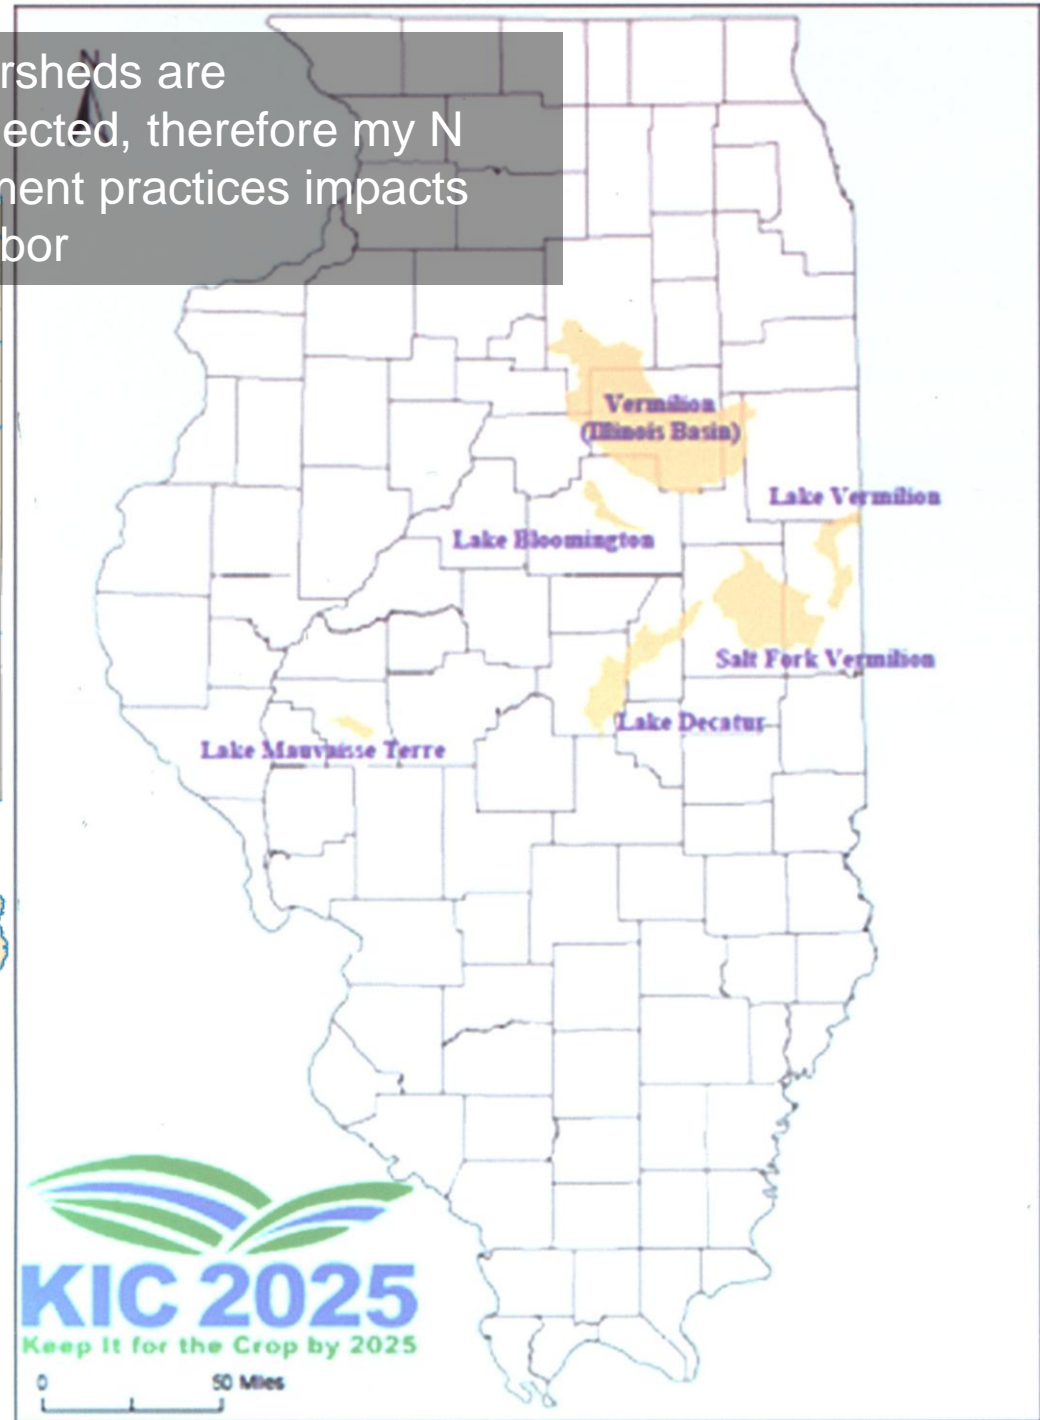 N
rsheds are
ected, therefore my N
ment practices impacts
bor
Vermilion
(Illinois Basin)
Lake Vermilion
Lake Bloomington
Salt Fork Vermilion
Lake Decatur
Lake Mauvaisse Terre
KIC 2025
Keep It for the Crop by 2025
0 50 Miles